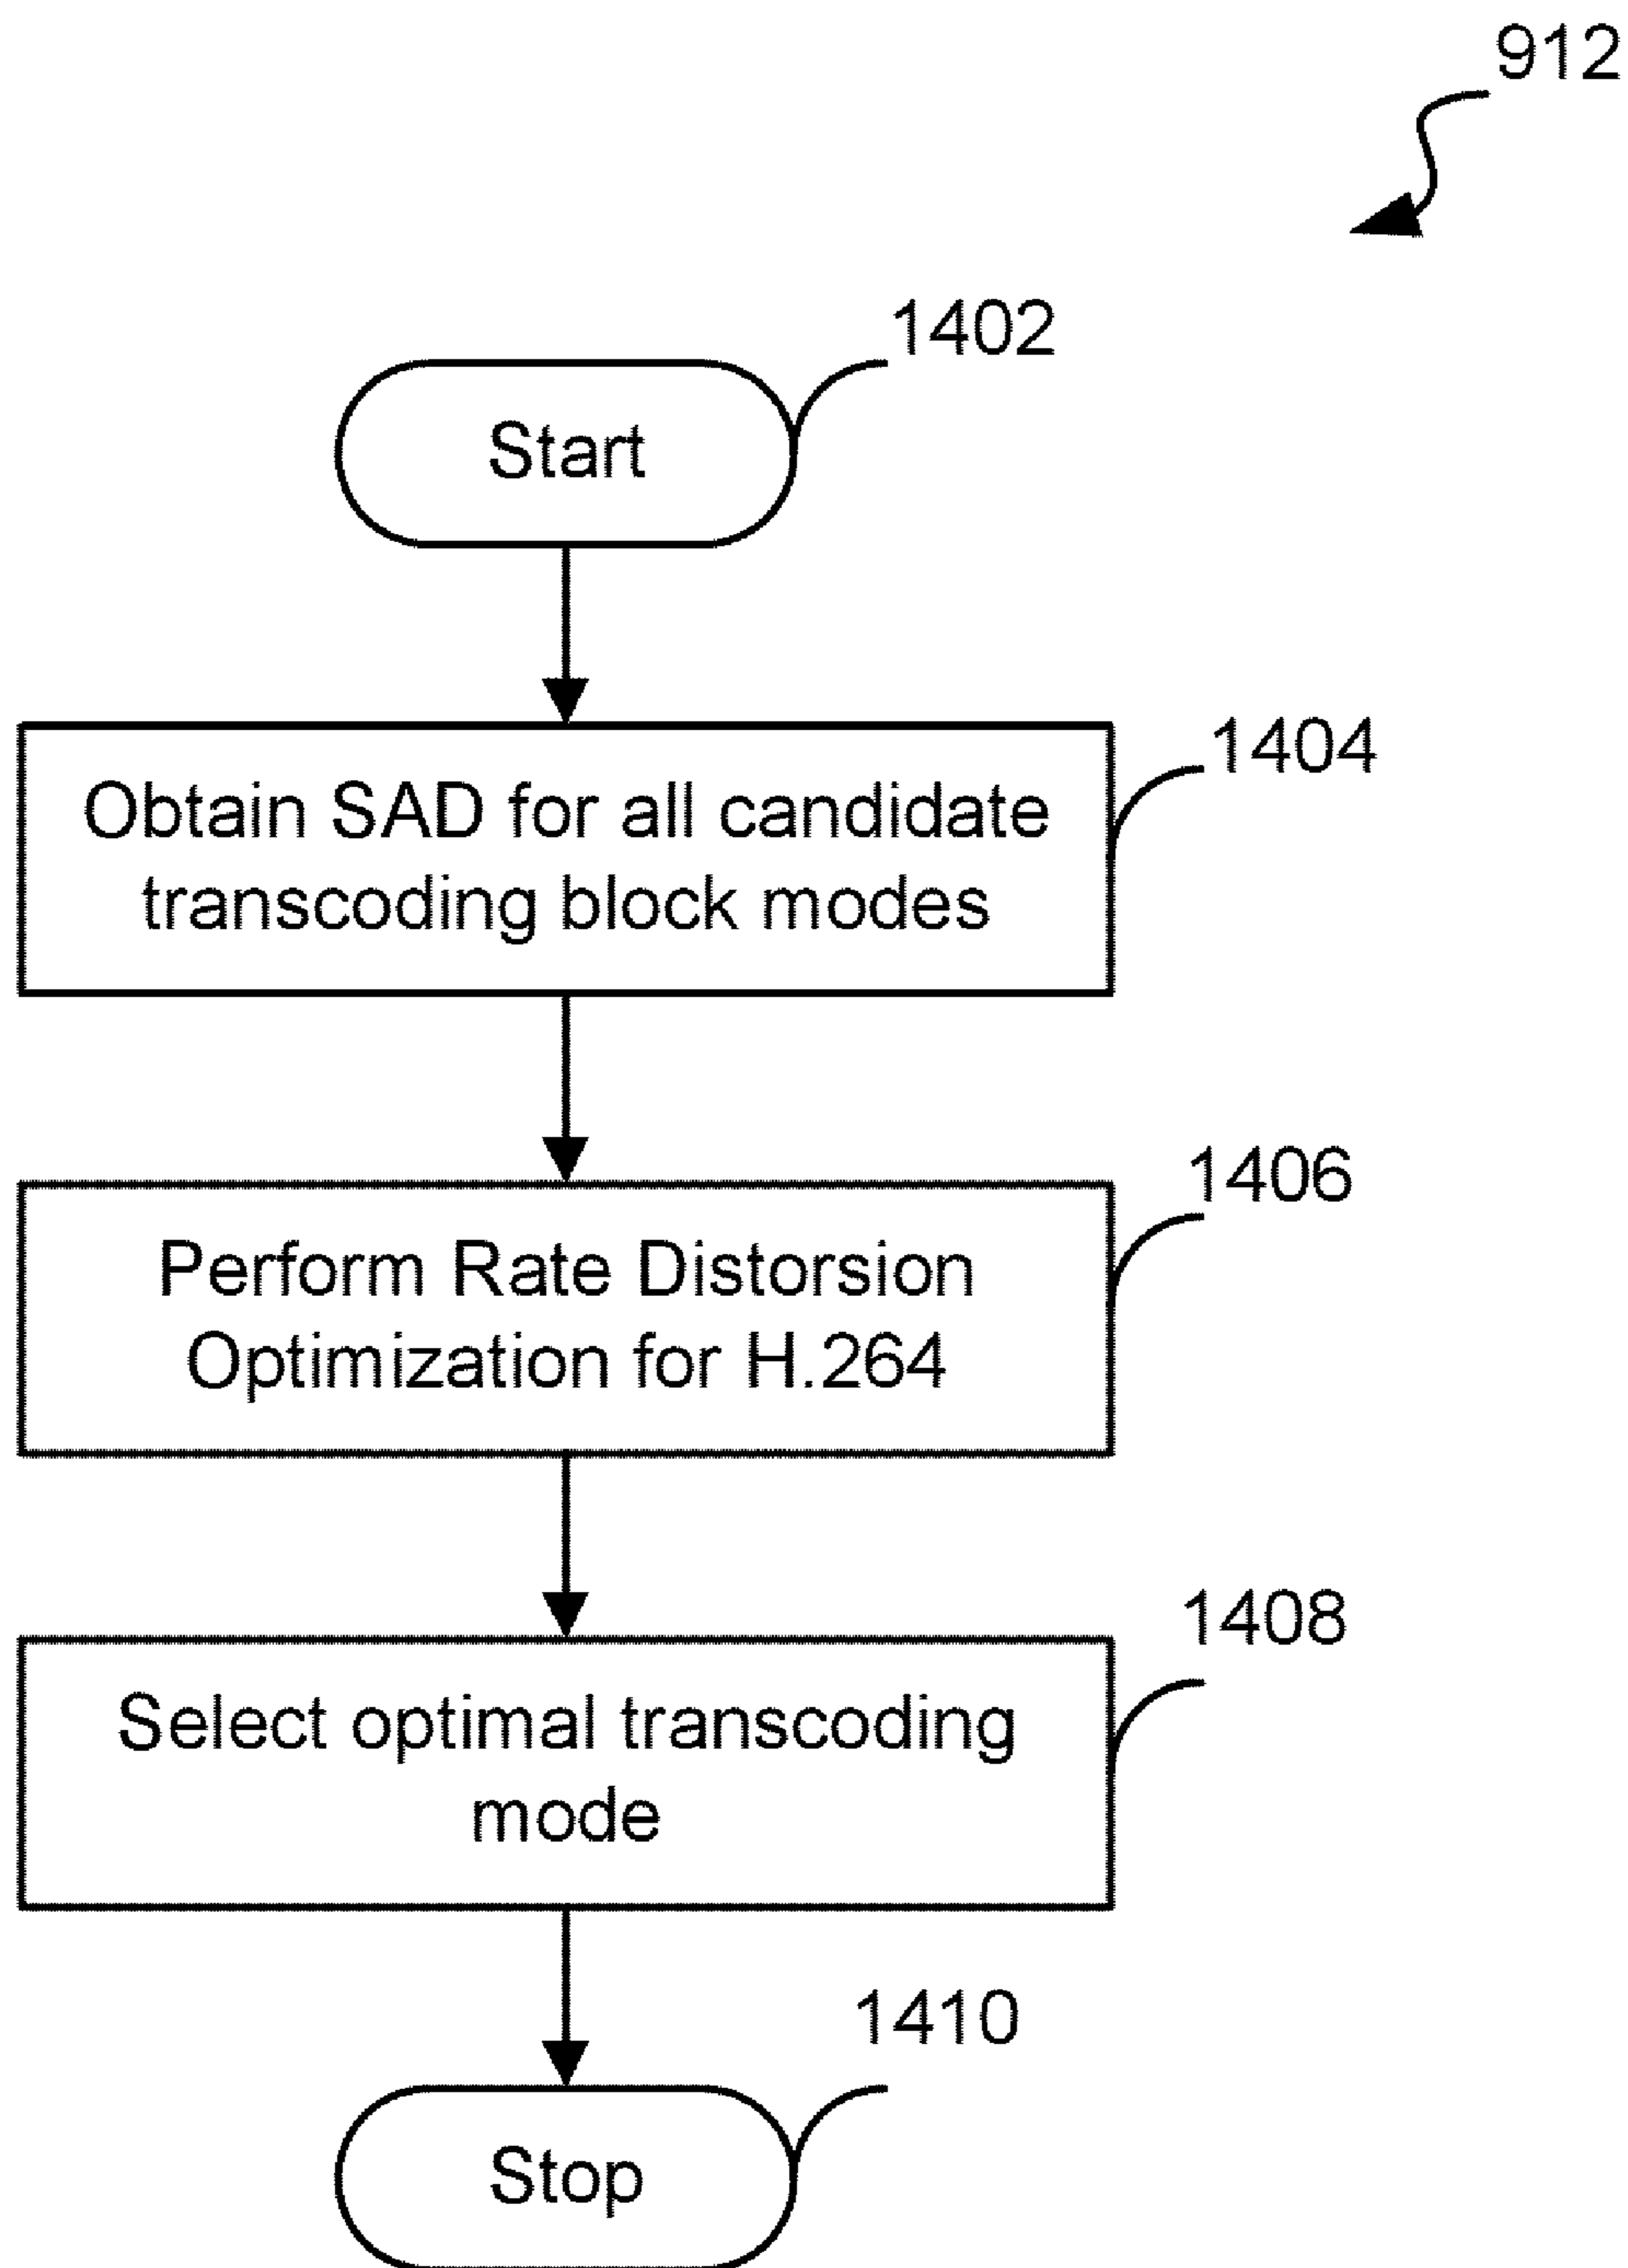 912
1402
Start
1404
Obtain SAD for all candidate
transcoding block modes
1406
Perform Rate Distorsion
Optimization for H.264
1408
Select optimal transcoding
mode
1410
Stop